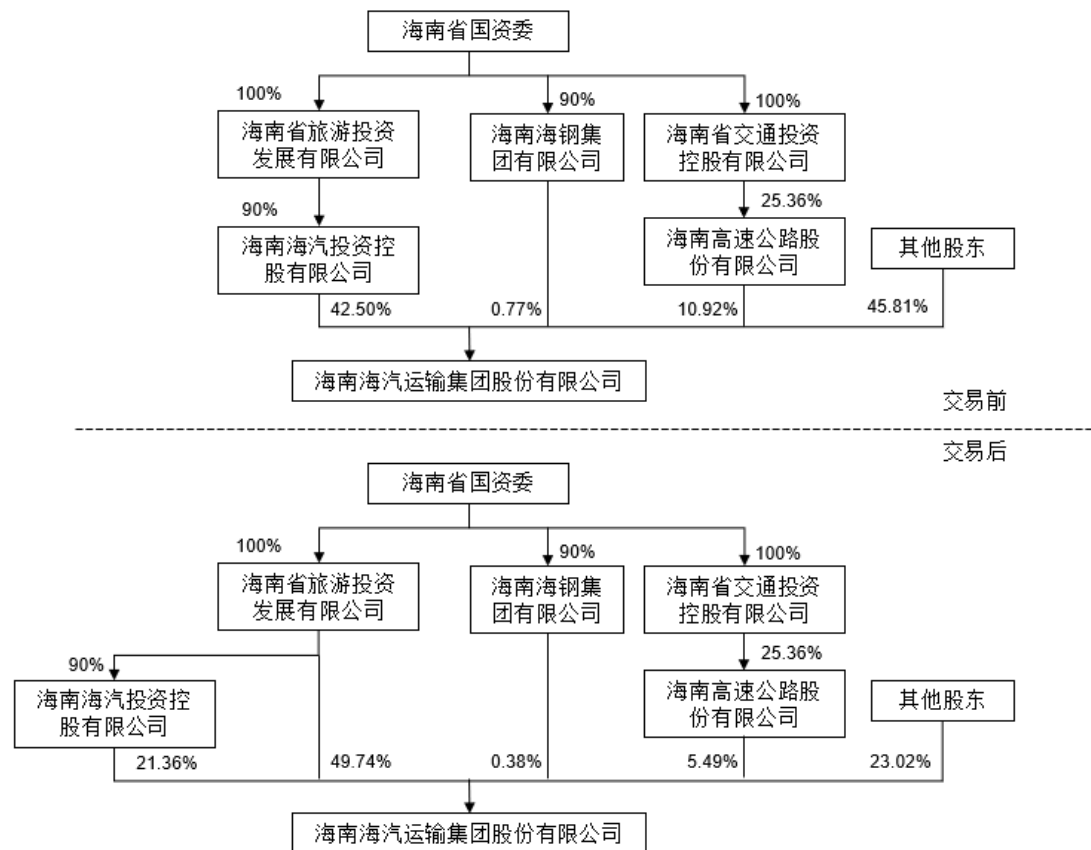 海南省国资委
100%
90%
100%
海南省旅游投资
发展有限公司
海南海钢集
团有限公司
海南省交通投资
控股有限公司
90%
25.36%
海南海汽投资控
股有限公司
海南高速公路股
份有限公司
其他股东
42.50%
0.77%
10.92%
45.81%
海南海汽运输集团股份有限公司
交易前
交易后
海南省国资委
100%
90%
100%
海南省旅游投资
发展有限公司
海南海钢集
团有限公司
海南省交通投资
控股有限公司
90%
25.36%
海南海汽投资控
股有限公司
海南高速公路股
份有限公司
其他股东
21.36%
49.74%
0.38%
5.49%
23.02%
海南海汽运输集团股份有限公司